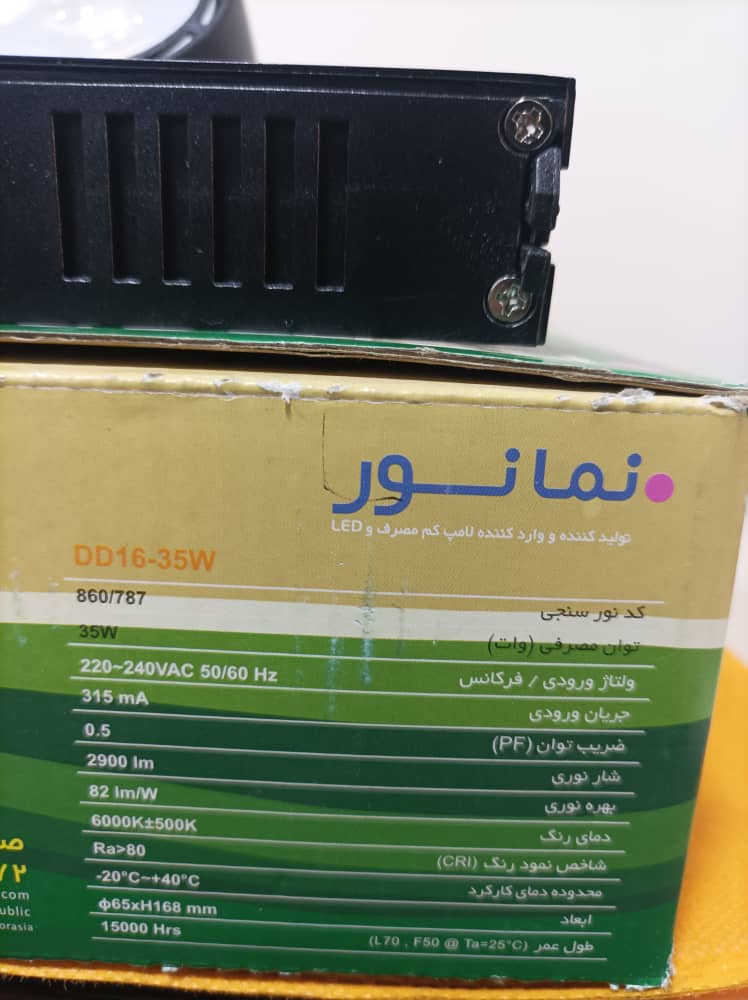 نمانور
تولید کننده و وارد کننده لامپ کم مصرف و LED
DD16-35W
کد نور سنجی 860/787
توان مصرفی (وات) 35W
ولتاژ ورودی / فرکانس 220~240VAC 50/60 Hz
جریان ورودی 315 mA
ضریب توان (PF) 0.5
شار نوری 2900 lm
بهره نوری 82 lm/W
دمای رنگ 6000K±500K
شاخص نمود رنگ (CRI) Ra>80
محدوده دمای کارکرد -20°C~+40°C
ابعاد ф65xH168 mm
طول عمر (L70 , F50 @ Ta=25°C) 15000 Hrs